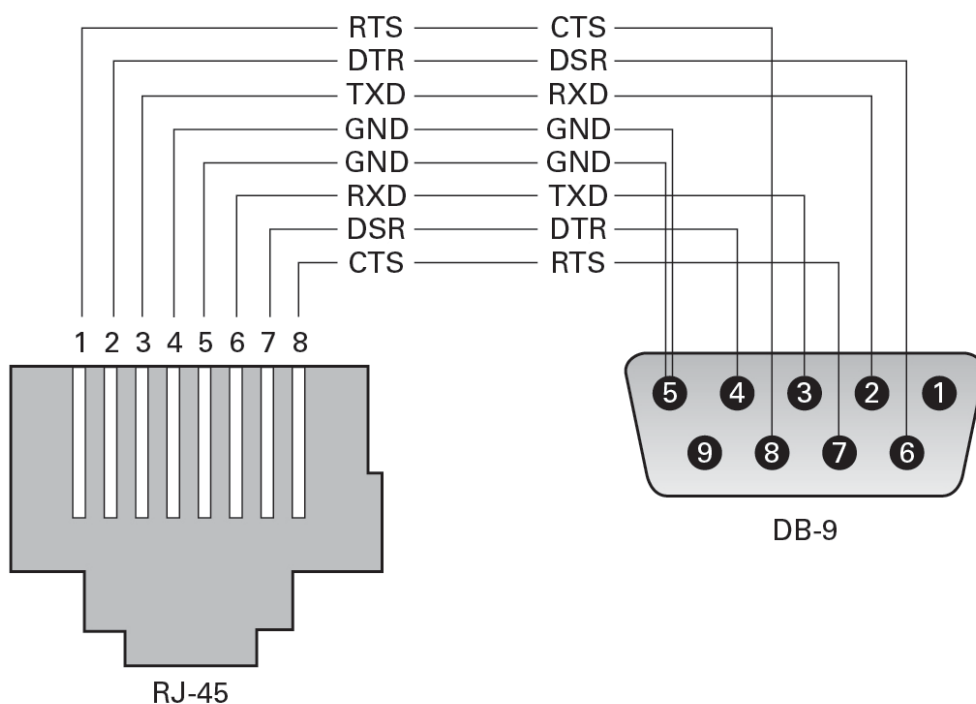 RTS CTS
DTR DSR
TXD RXD
GND GND
GND GND
RXD TXD
DSR DTR
CTS RTS
1 2 3 4 5 6 7 8
5 4 3 2 1
9 8 7 6
DB-9
RJ-45